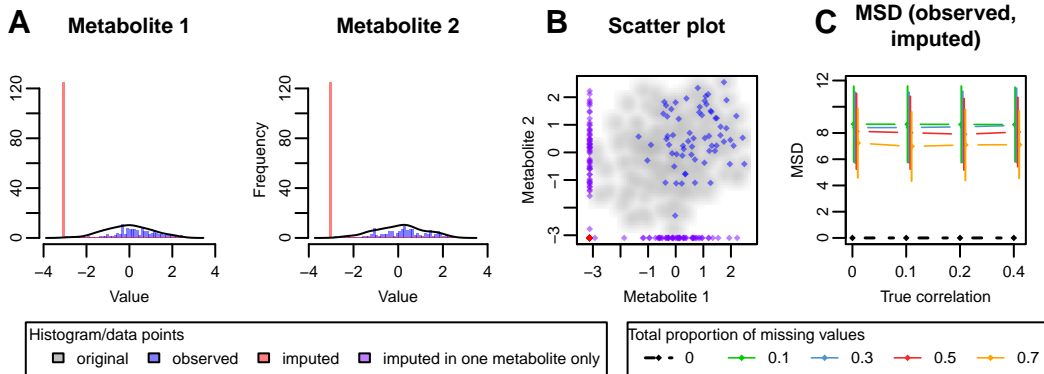 A
Metabolite 1
Metabolite 2
B
Scatter plot
C
MSD (observed,
imputed)
120
80
40
0
−4 −2 0 2 4
Value
Frequency
120
80
40
0
−4 −2 0 2 4
Value
Metabolite 2
2
1
0
−1
−3
−3 −1 0 1 2
Metabolite 1
MSD
12
8
6
4
2
0
0 0.1 0.2 0.4
True correlation
Histogram/data points
original observed imputed imputed in one metabolite only
Total proportion of missing values
0 0.1 0.3 0.5 0.7